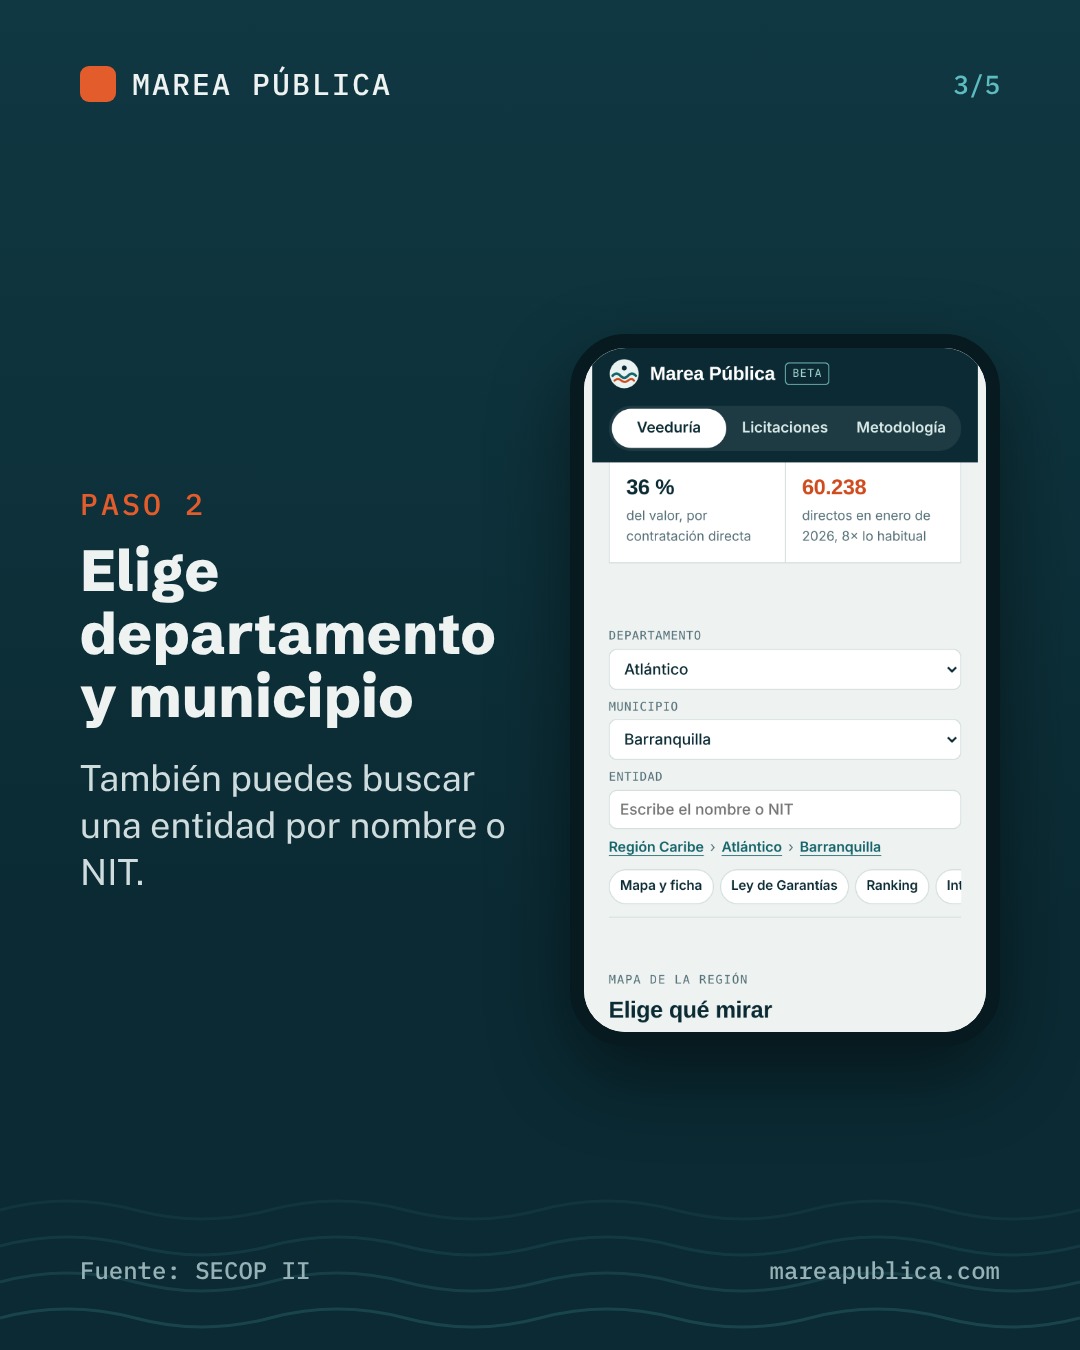 MAREA PÚBLICA
3/5
PASO 2
Elige
departamento
y municipio
También puedes buscar
una entidad por nombre o
NIT.
Marea Pública
BETA
Veeduría
Licitaciones
Metodología
36 %
del valor, por
contratación directa
60.238
directos en enero de
2026, 8× lo habitual
DEPARTAMENTO
Atlántico
MUNICIPIO
Barranquilla
ENTIDAD
Escribe el nombre o NIT
Región Caribe › Atlántico › Barranquilla
Mapa y ficha
Ley de Garantías
Ranking
Int
MAPA DE LA REGIÓN
Elige qué mirar
Fuente: SECOP II
mareapublica.com